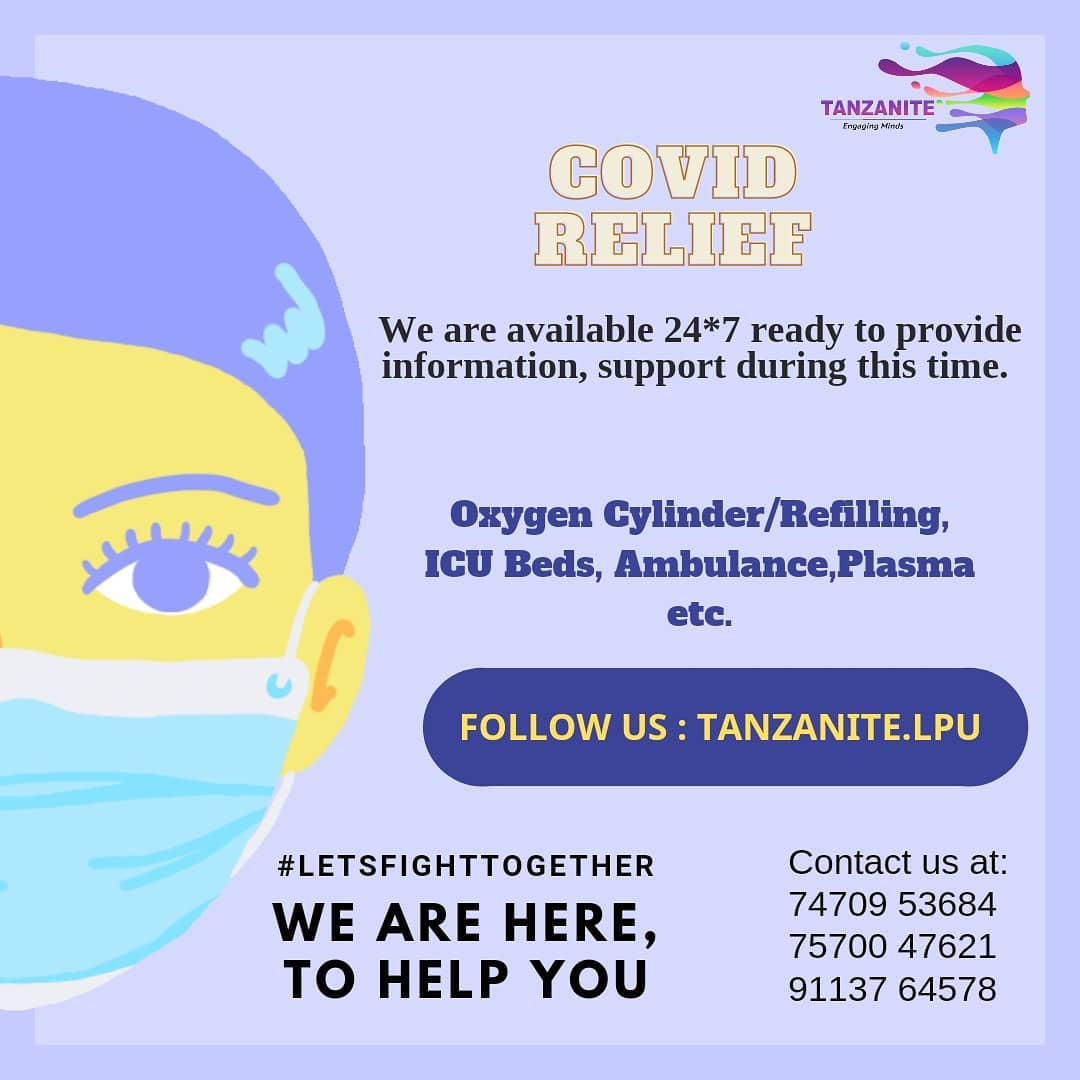 TANZANITE
Engaging Minds
COVID
RELIEF
We are available 24*7 ready to provide
information, support during this time.
Oxygen Cylinder/Refilling,
ICU Beds, Ambulance,Plasma
etc.
FOLLOW US : TANZANITE.LPU
#LETSFIGHTTOGETHER
WE ARE HERE,
TO HELP YOU
Contact us at:
74709 53684
75700 47621
91137 64578